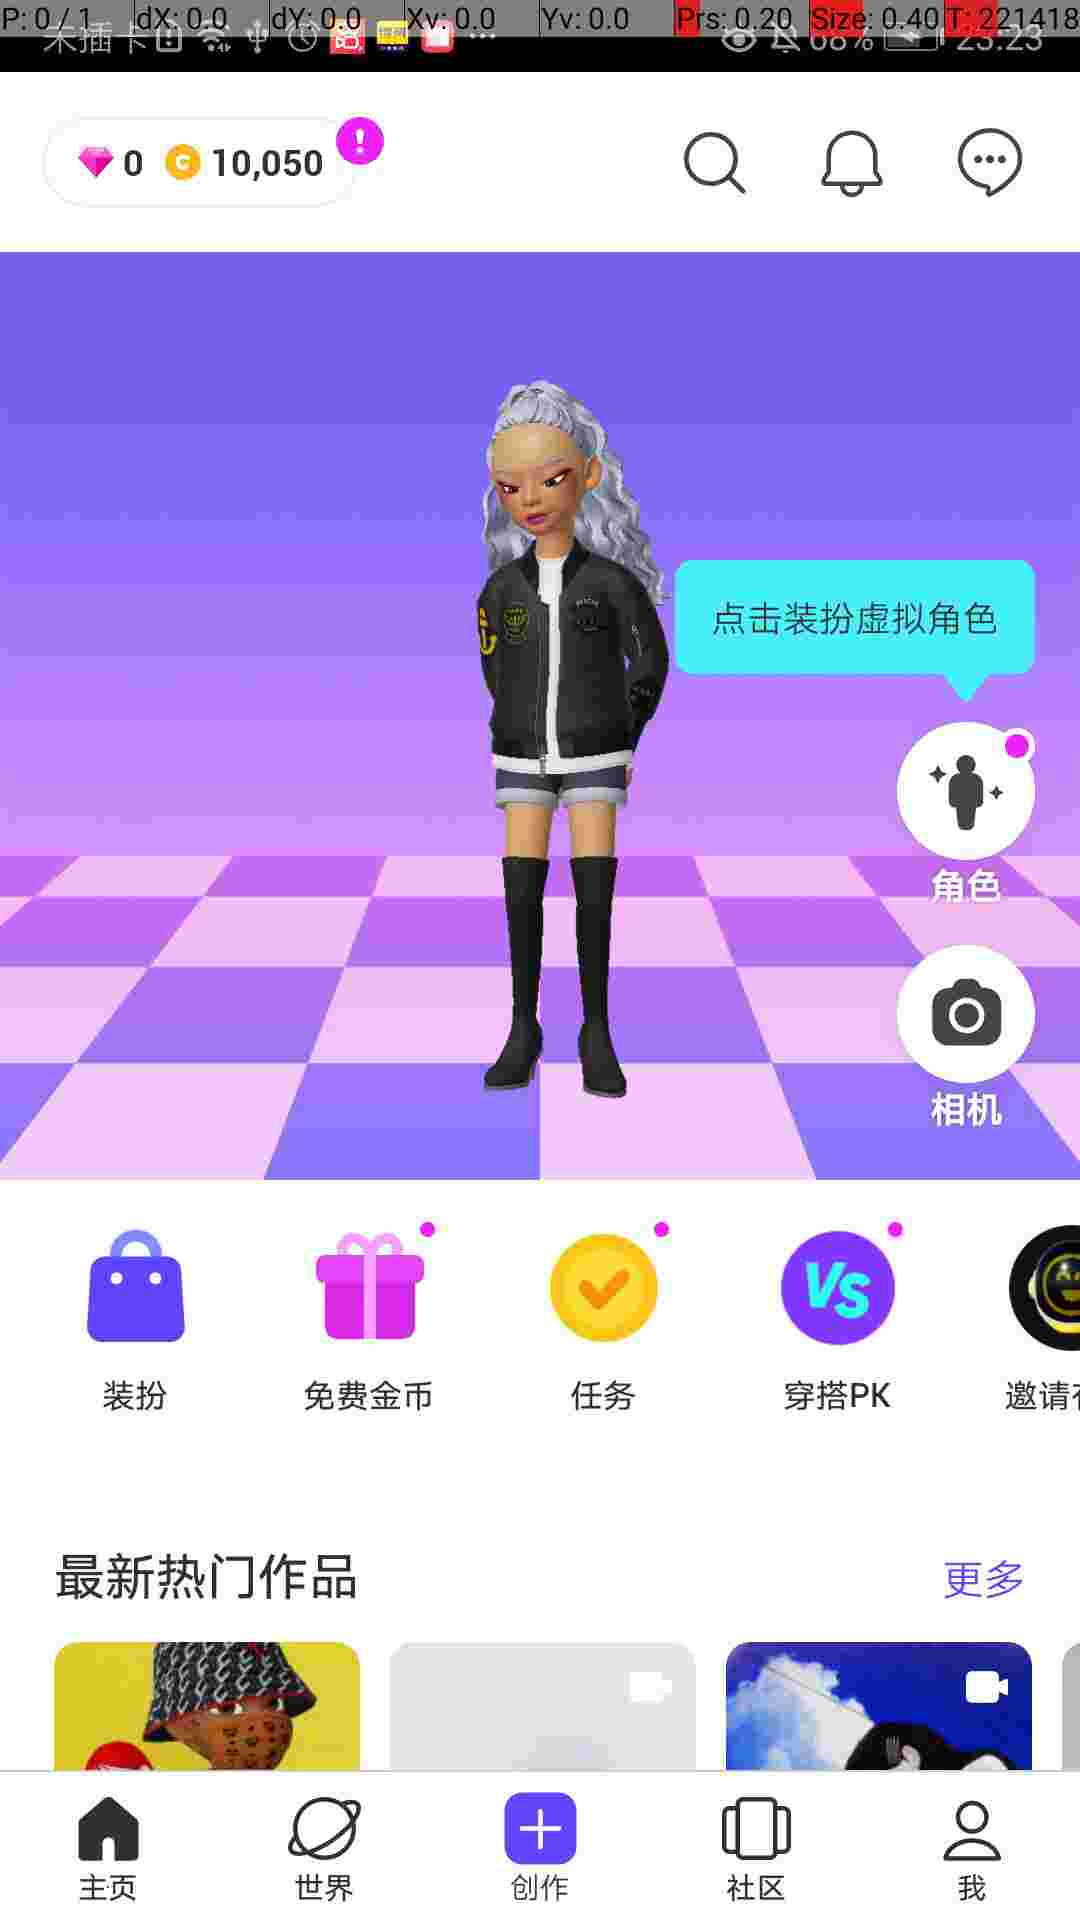 P: 0 / 1 dX: 0.0 dY: 0.0 Xv: 0.0 Yv: 0.0 Prs: 0.20 Size: 0.40 T: 221418
未插卡 68% 23:23
0 10,050
点击装扮虚拟角色
角色
相机
装扮 免费金币 任务 穿搭PK 邀请
最新热门作品 更多
主页 世界 创作 社区 我